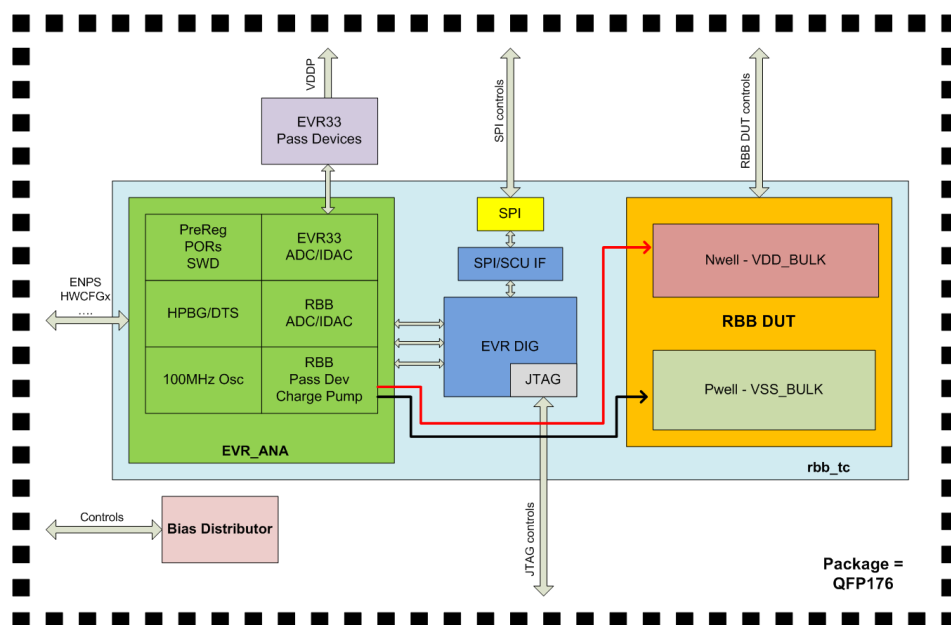 VDDP
SPI controls
RBB DUT controls
EVR33
Pass Devices
PreReg
PORs
SWD
EVR33
ADC/IDAC
SPI
SPI/SCU IF
Nwell - VDD_BULK
ENPS
HWCFGx
....
HPBG/DTS
RBB
ADC/IDAC
EVR DIG
RBB DUT
100MHz Osc
RBB
Pass Dev
Charge Pump
JTAG
Pwell - VSS_BULK
EVR_ANA
rbb_tc
Controls
Bias Distributor
JTAG controls
Package =
QFP176